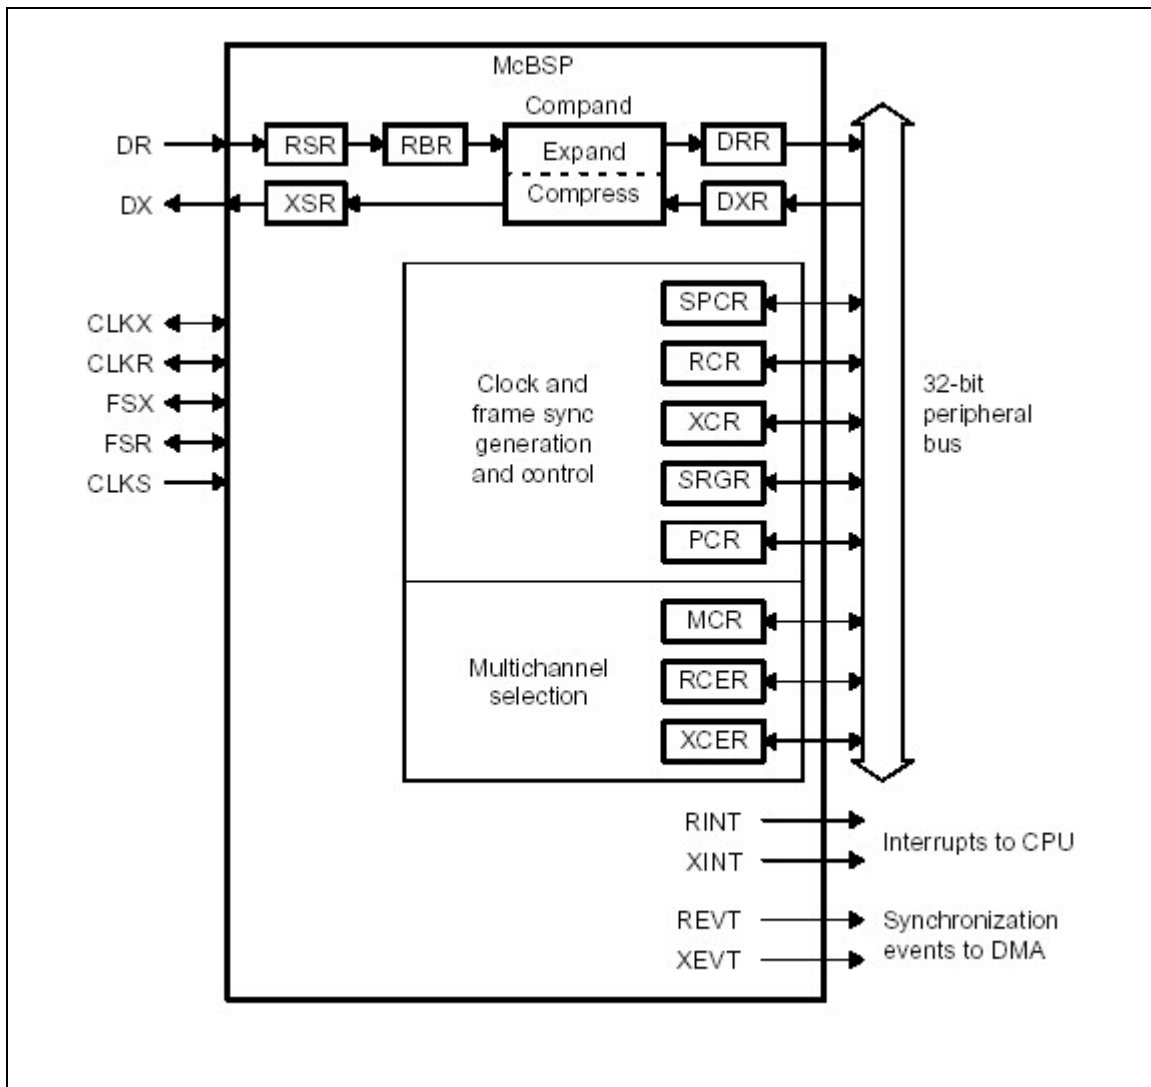 McBSP
Compand
DR
RSR
RBR
Expand
DRR
DX
XSR
Compress
DXR
SPCR
CLKX
CLKR
FSX
FSR
CLKS
Clock and
frame sync
generation
and control
RCR
XCR
SRGR
PCR
32-bit
peripheral
bus
MCR
Multichannel
selection
RCER
XCER
RINT
XINT
Interrupts to CPU
REVT
XEVT
Synchronization
events to DMA